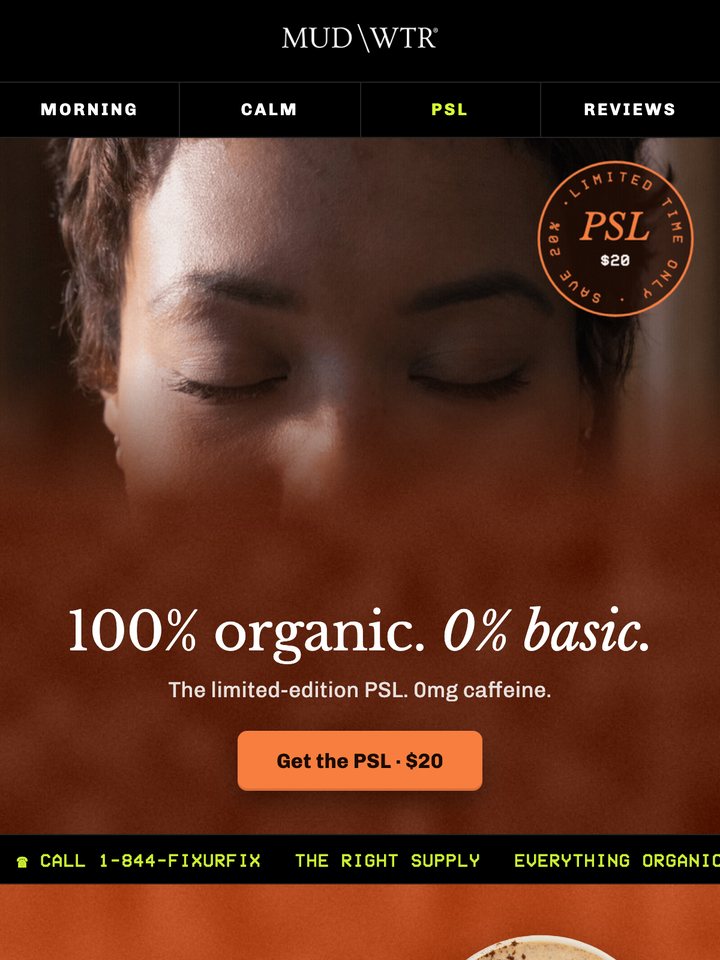 MUD\WTR®
MORNING CALM PSL REVIEWS
· LIMITED TIME ONLY · SAVE 20%
PSL
$20
100% organic. 0% basic.
The limited-edition PSL. 0mg caffeine.
Get the PSL · $20
☎ CALL 1-844-FIXURFIX THE RIGHT SUPPLY EVERYTHING ORGANIC